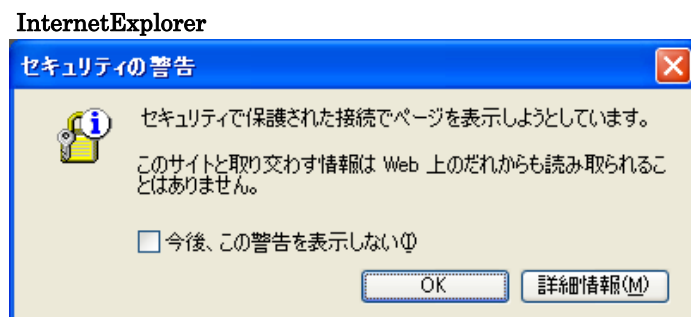 InternetExplorer
セキュリティの警告
セキュリティで保護された接続でページを表示しようとしています。
このサイトと取り交わす情報は Web 上のだれからも読み取られるこ
とはありません。
今後、この警告を表示しない(I)
OK 詳細情報(M)